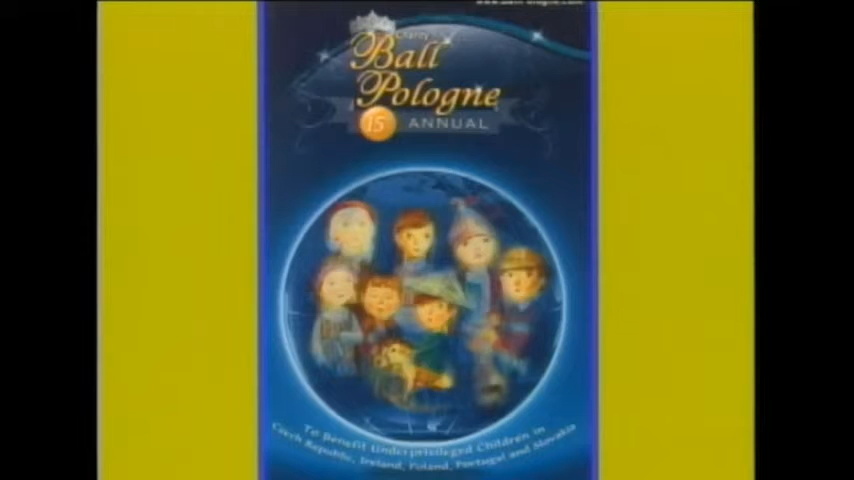 Charity
Ball
Pologne
15 ANNUAL
To Benefit Underprivileged Children in
Czech Republic, Ireland, Poland, Portugal and Slovakia